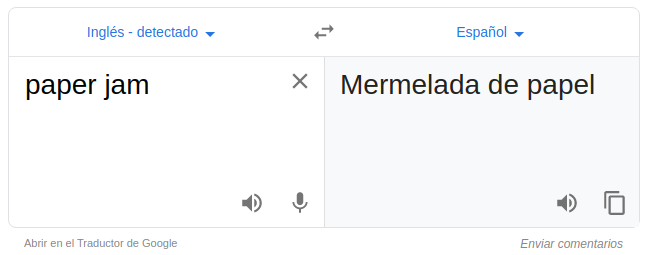 Inglés - detectado Español
paper jam
Mermelada de papel
Abrir en el Traductor de Google Enviar comentarios